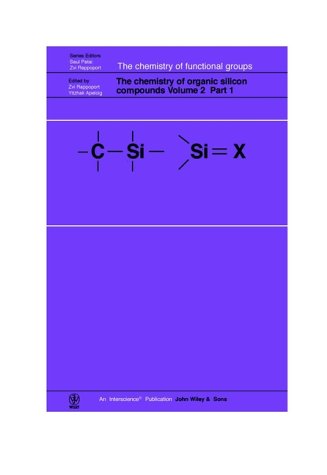 Series Editors
Saul Patai
Zvi Rappoport
The chemistry of functional groups
Edited by
Zvi Rappoport
Yitzhak Apeloig
The chemistry of organic silicon
compounds Volume 2 Part 1
– C — Si — Si = X
An Interscience® Publication John Wiley & Sons
WILEY